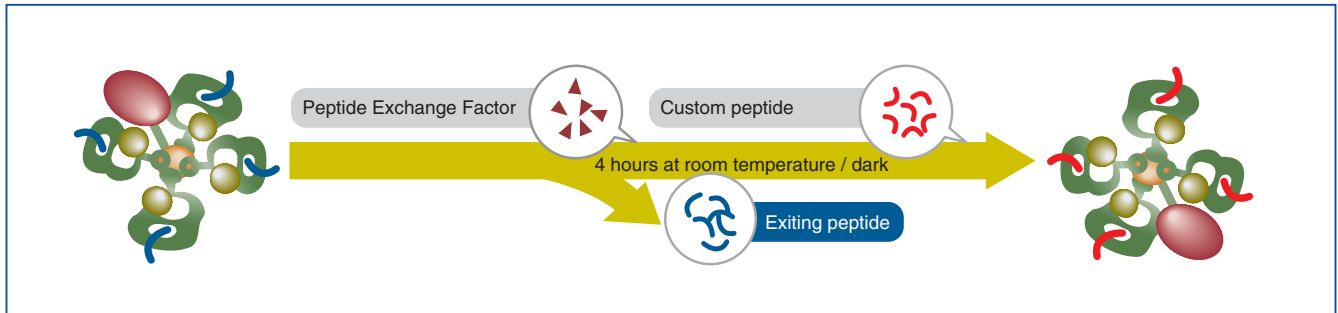 Peptide Exchange Factor
Custom peptide
4 hours at room temperature / dark
Exiting peptide